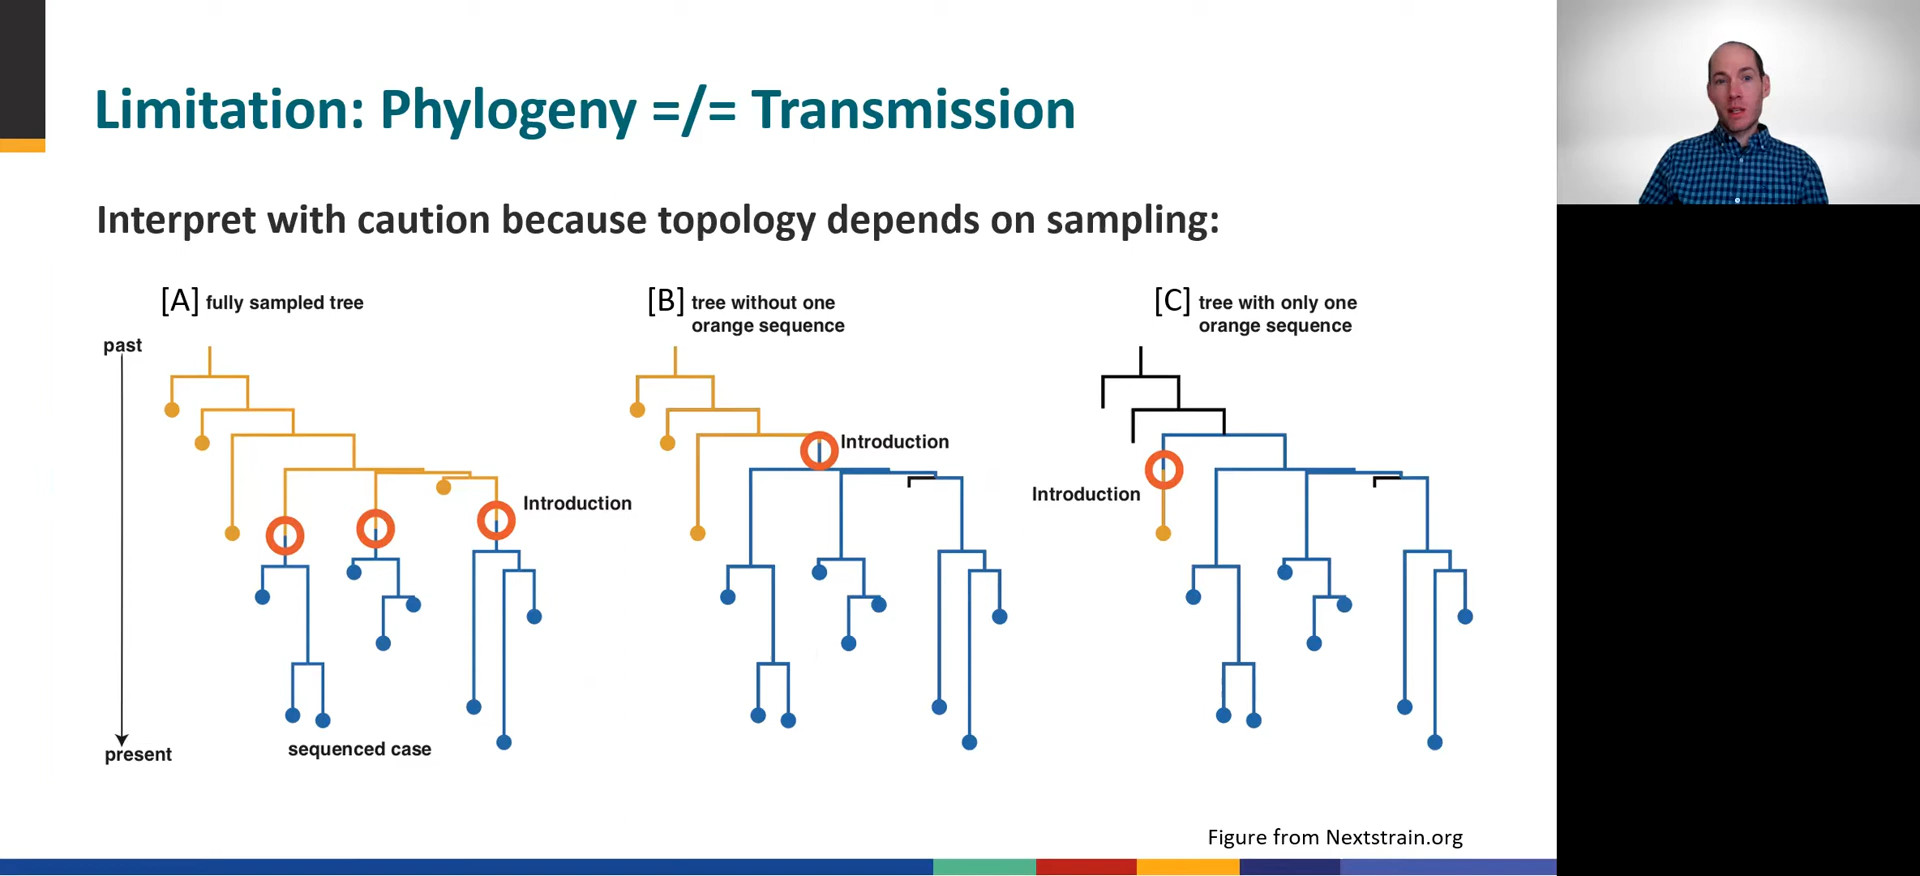 Limitation: Phylogeny =/= Transmission
Interpret with caution because topology depends on sampling:
[A] fully sampled tree
[B] tree without one
orange sequence
[C] tree with only one
orange sequence
past
Introduction
Introduction
Introduction
sequenced case
present
Figure from Nextstrain.org